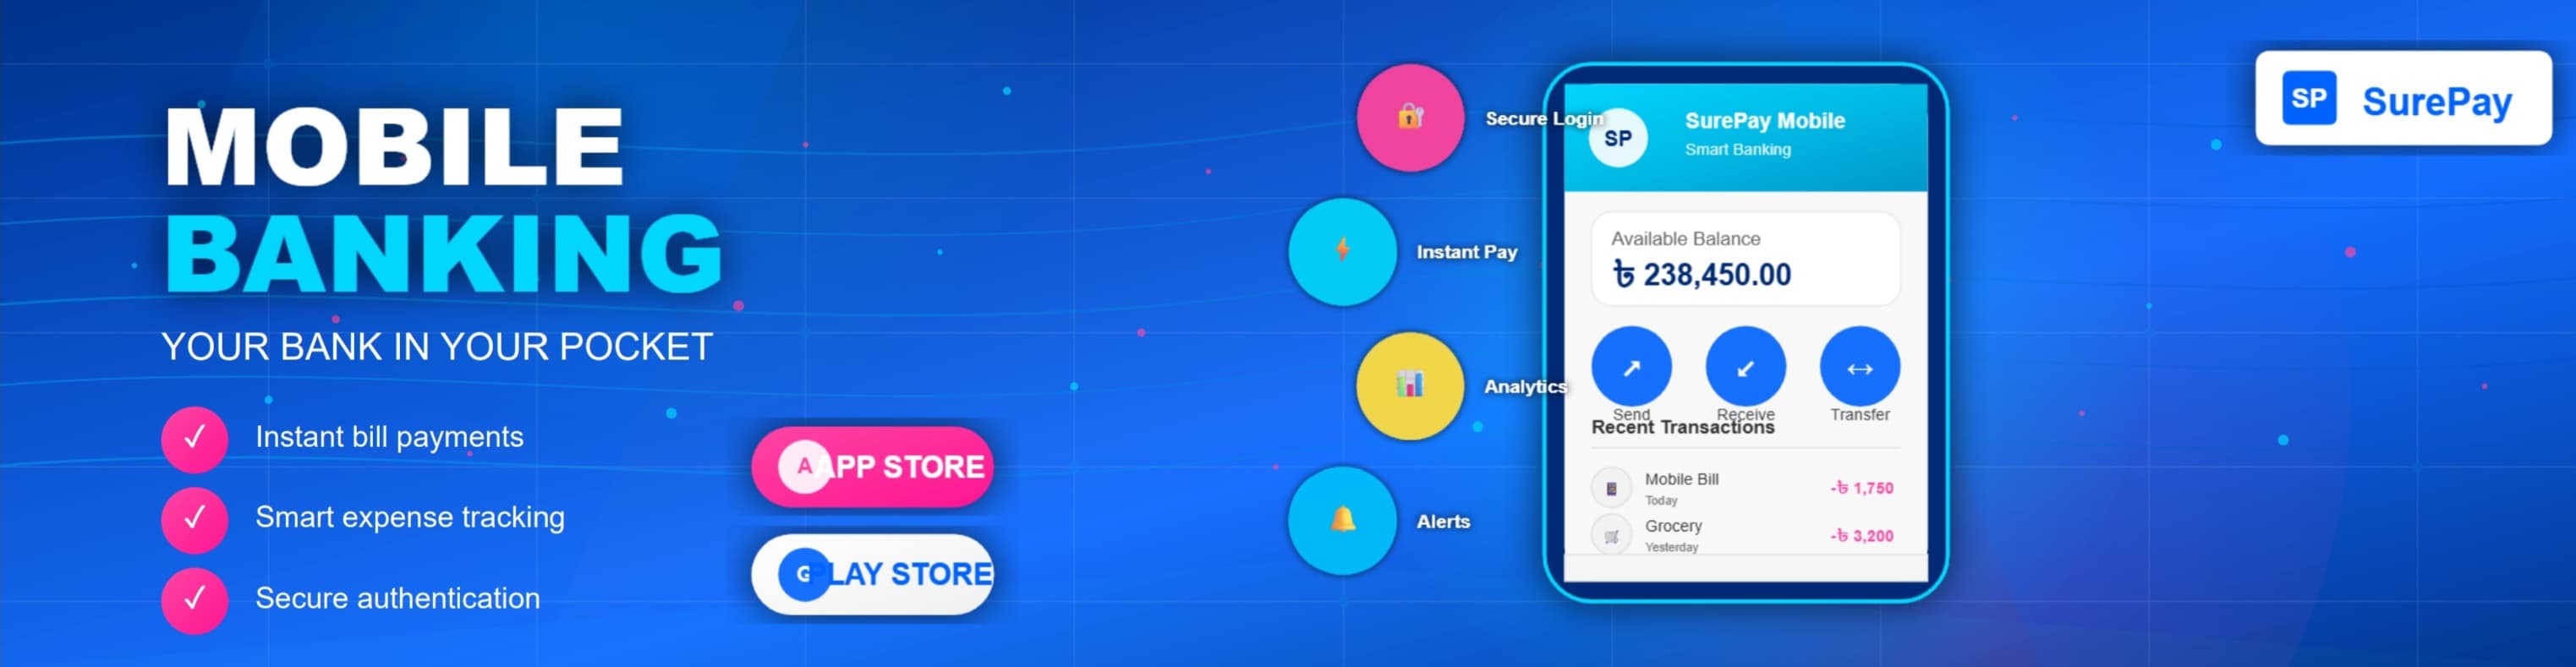 MOBILE
BANKING
YOUR BANK IN YOUR POCKET
✓ Instant bill payments
✓ Smart expense tracking
✓ Secure authentication
A APP STORE
G PLAY STORE
Secure Login
Instant Pay
Analytics
Alerts
SP
SurePay Mobile
Smart Banking
Available Balance
৳ 238,450.00
Send Receive Transfer
Recent Transactions
Mobile Bill -৳ 1,750
Today
Grocery -৳ 3,200
Yesterday
SP SurePay